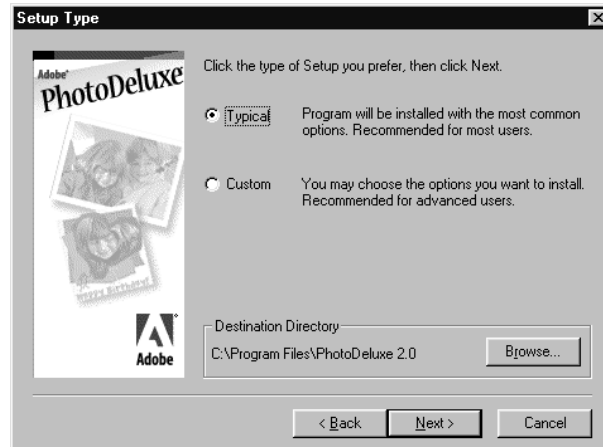 Setup Type
Adobe
PhotoDeluxe
Happy Birthday!
Adobe
Click the type of Setup you prefer, then click Next.
Typical
Program will be installed with the most common
options. Recommended for most users.
Custom
You may choose the options you want to install.
Recommended for advanced users.
Destination Directory
C:\Program Files\PhotoDeluxe 2.0
Browse...
< Back
Next >
Cancel